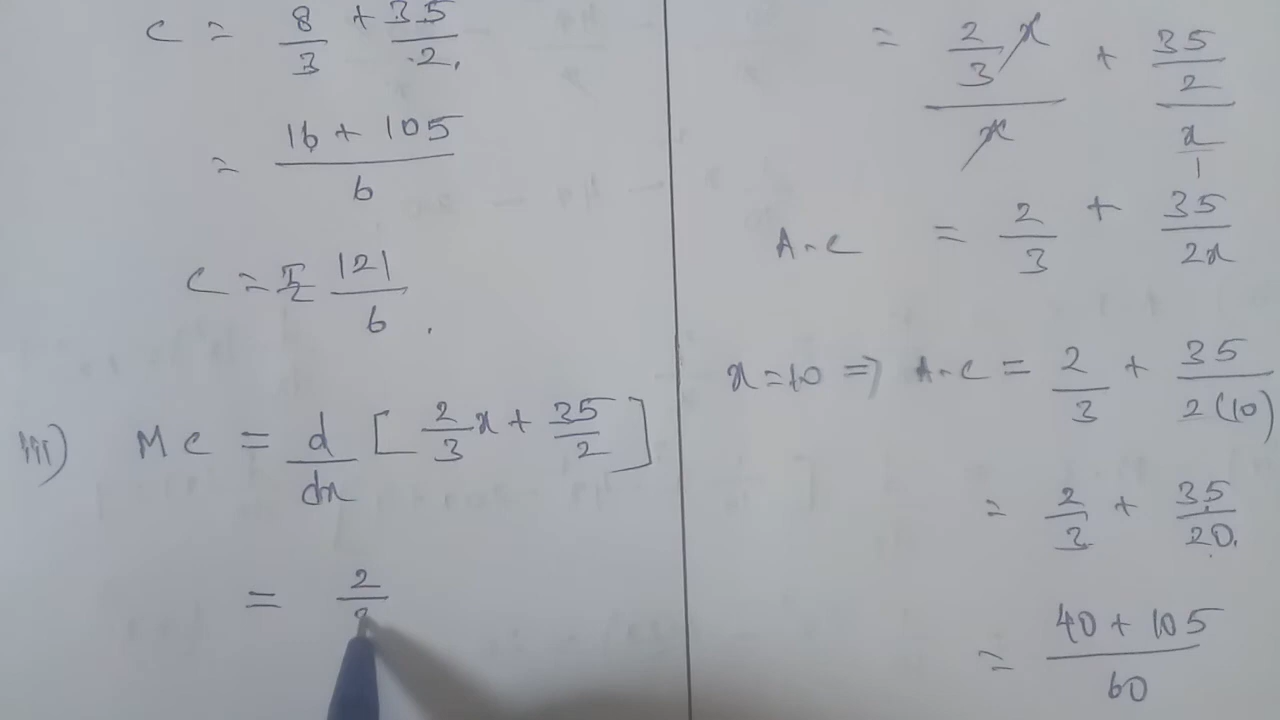 C = 8/3 + 35/2
= 16 + 105 / 6
C = 121/6 .
iii) MC = d/dx [ 2/3 x + 35/2 ]
= 2/3
= 2/3 x / x + 35/2 / x/1
A.C = 2/3 + 35/2x
x=10 ⇒ A.C = 2/3 + 35/2(10)
= 2/3 + 35/20
= 40 + 105 / 60